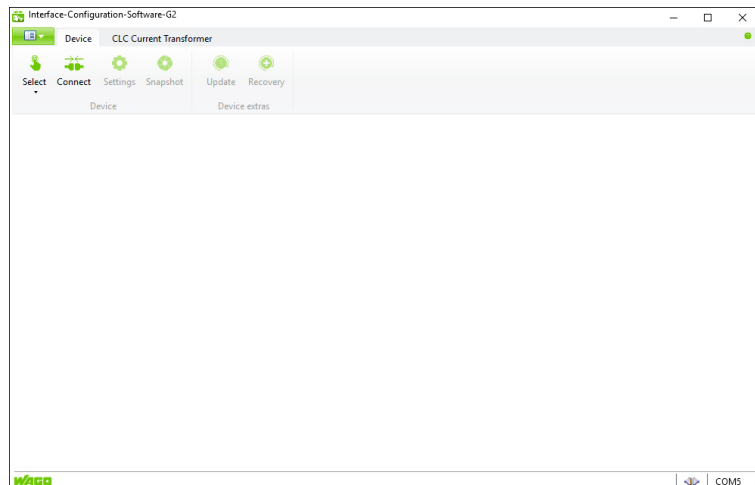 Interface-Configuration-Software-G2
Device CLC Current Transformer
Select Connect Settings Snapshot Update Recovery
Device Device extras
WAGO COM5